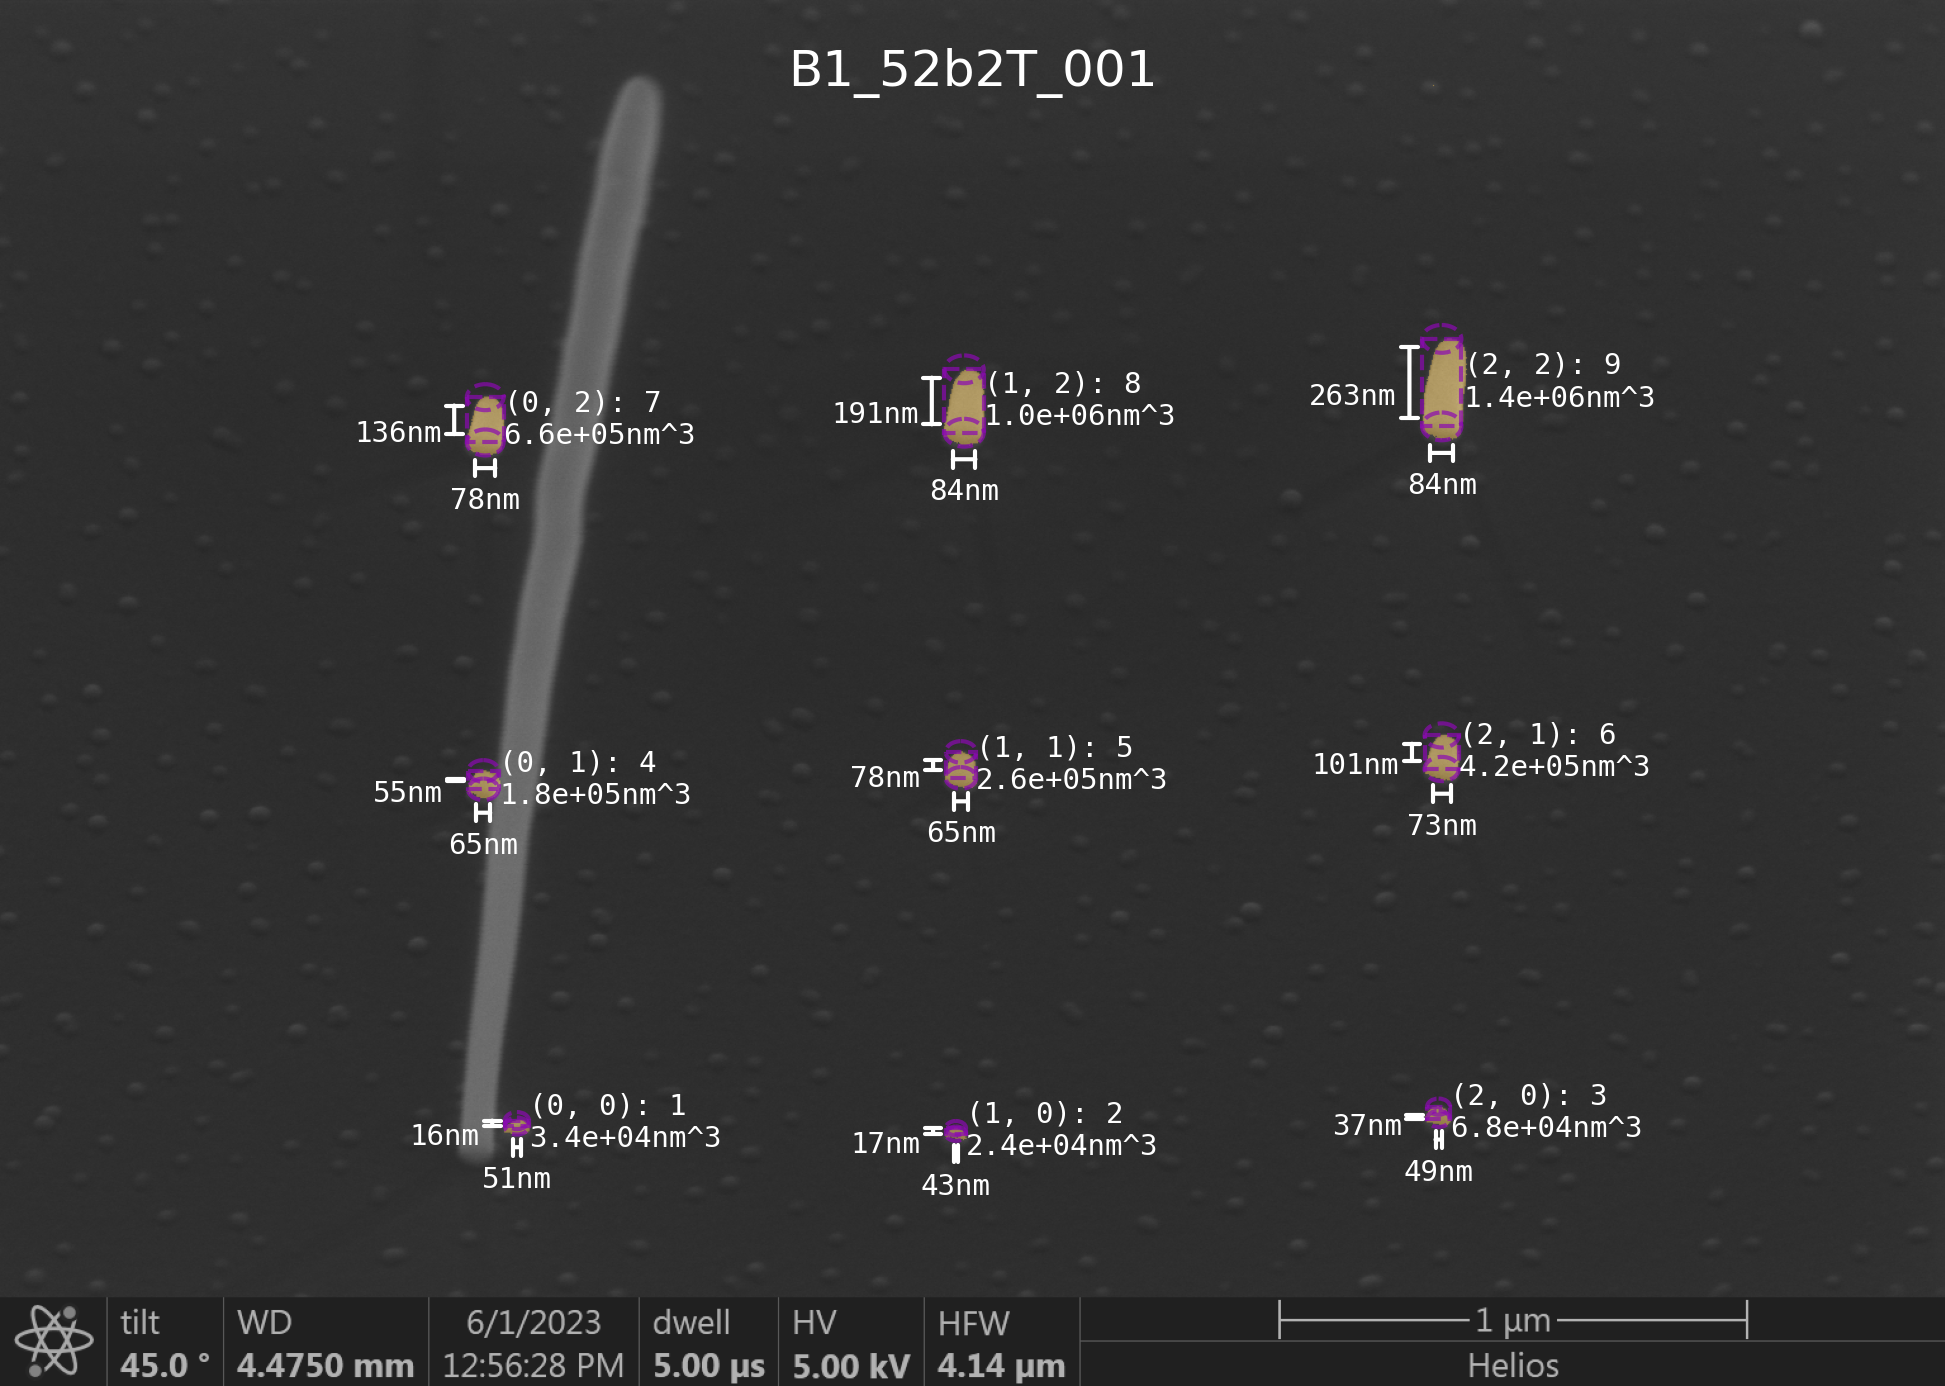 B1_52b2T_001
(0, 2): 7
136nm
6.6e+05nm^3
78nm
(1, 2): 8
191nm
1.0e+06nm^3
84nm
(2, 2): 9
263nm
1.4e+06nm^3
84nm
(0, 1): 4
55nm
1.8e+05nm^3
65nm
(1, 1): 5
78nm
2.6e+05nm^3
65nm
(2, 1): 6
101nm
4.2e+05nm^3
73nm
(0, 0): 1
16nm
3.4e+04nm^3
51nm
(1, 0): 2
17nm
2.4e+04nm^3
43nm
(2, 0): 3
37nm
6.8e+04nm^3
49nm
tilt
45.0 °
WD
4.4750 mm
6/1/2023
12:56:28 PM
dwell
5.00 µs
HV
5.00 kV
HFW
4.14 µm
1 µm
Helios